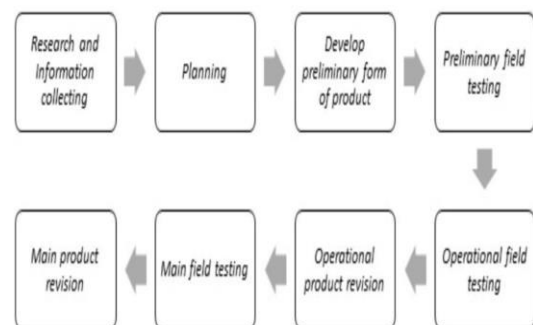 Research and
Information
collecting
Planning
Develop
preliminary form
of product
Preliminary field
testing
Operational field
testing
Operational
product revision
Main field testing
Main product
revision